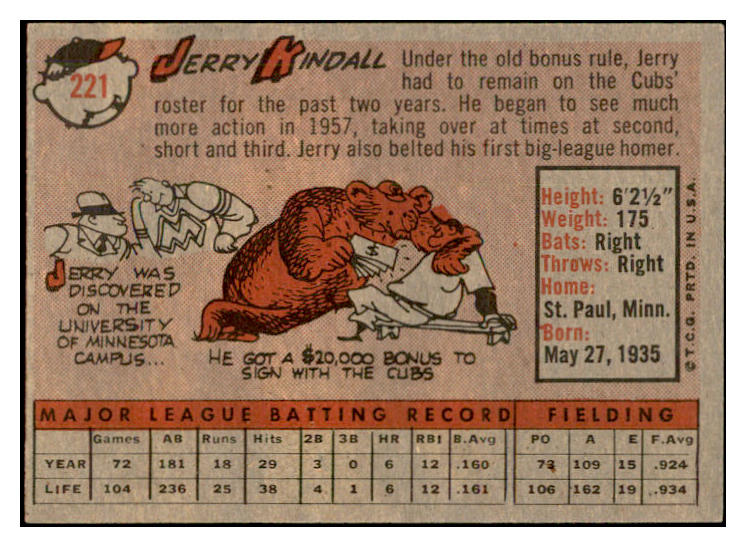 221
JERRY KINDALL
Under the old bonus rule, Jerry
had to remain on the Cubs'
roster for the past two years. He began to see much
more action in 1957, taking over at times at second,
short and third. Jerry also belted his first big-league homer.
JERRY WAS
DISCOVERED
ON THE
UNIVERSITY
OF MINNESOTA
CAMPUS...
$
HE GOT A $20,000 BONUS TO
SIGN WITH THE CUBS
Height: 6'2½"
Weight: 175
Bats: Right
Throws: Right
Home:
St. Paul, Minn.
Born:
May 27, 1935
© T.C.G. PRTD. IN U.S.A.
MAJOR LEAGUE BATTING RECORD FIELDING
Games AB Runs Hits 2B 3B HR RBI B.Avg PO A E F.Avg
YEAR 72 181 18 29 3 0 6 12 .160 73 109 15 .924
LIFE 104 236 25 38 4 1 6 12 .161 106 162 19 .934